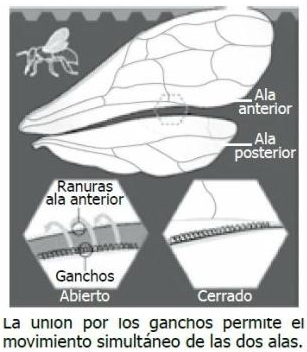 Ala
anterior
Ala
posterior
Ranuras
ala anterior
Ganchos
Abierto
Cerrado
La unión por los ganchos permite el
movimiento simultáneo de las dos alas.